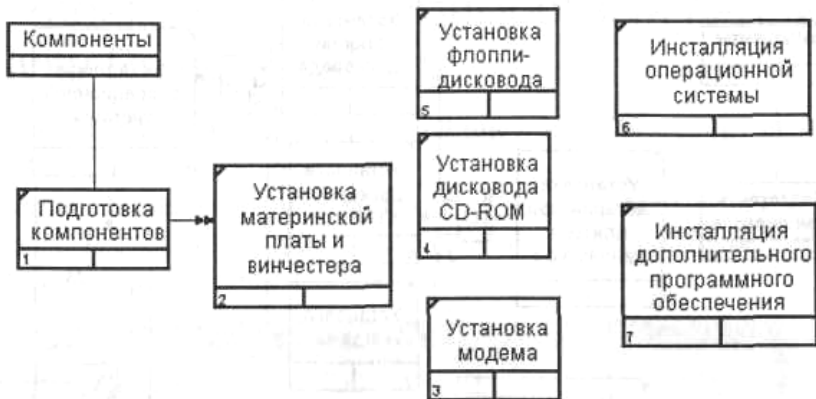 Компоненты
Подготовка
компонентов
1
Установка
материнской
платы и
винчестера
2
Установка
флоппи-
дисковода
5
Установка
дисковода
CD-ROM
4
Установка
модема
3
Инсталляция
операционной
системы
6
Инсталляция
дополнительного
программного
обеспечения
7